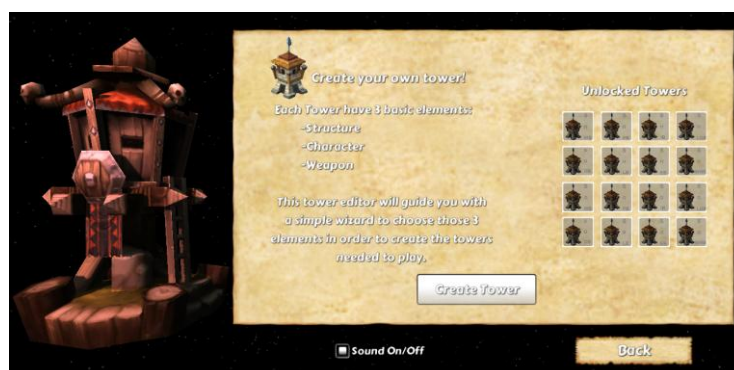 Create your own tower!
Each Tower have 3 basic elements:
-Structure
-Character
-Weapon
This tower editor will guide you with
a simple wizard to choose those 3
elements in order to create the towers
needed to play.
Create Tower
Unlocked Towers
Sound On/Off
Back